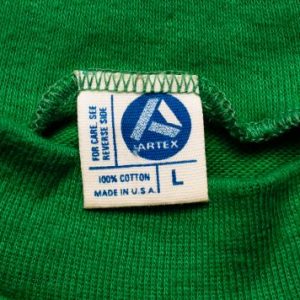 FOR CARE, SEE
REVERSE SIDE
ARTEX
100% COTTON
MADE IN U.S.A.
L